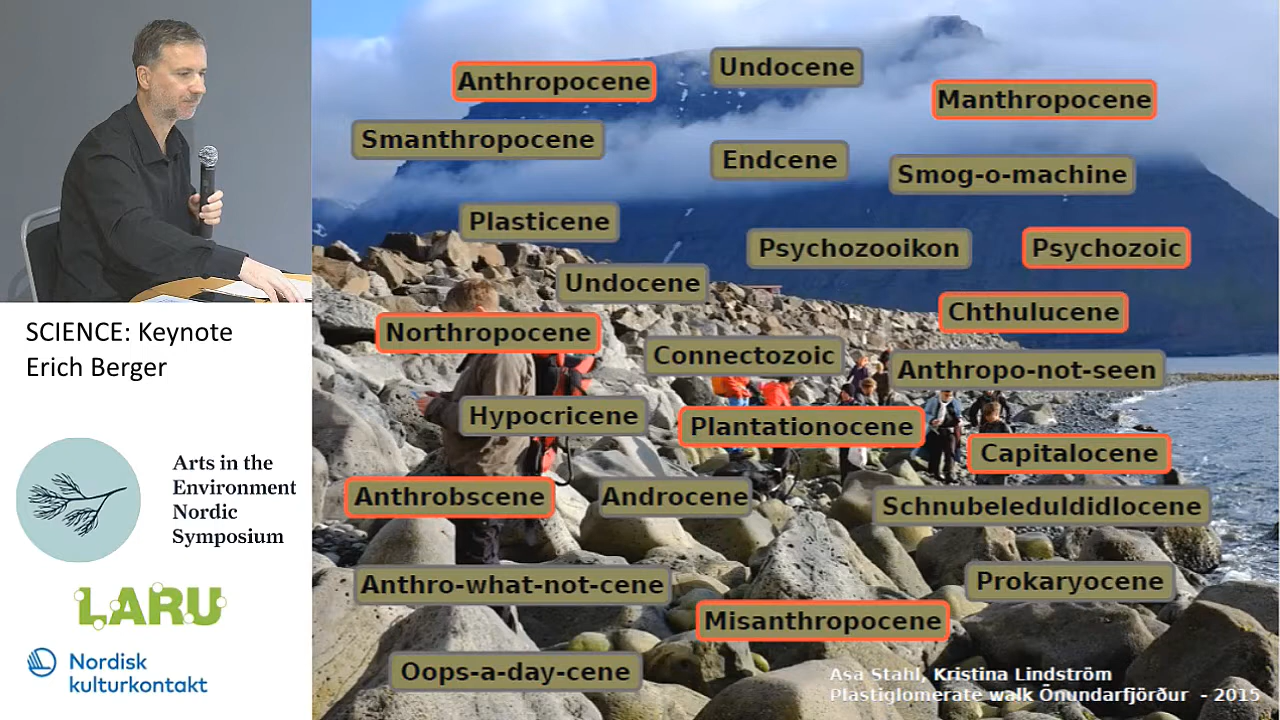 SCIENCE: Keynote
Erich Berger
Arts in the
Environment
Nordic
Symposium
LARU
Nordisk
kulturkontakt
Anthropocene
Undocene
Manthropocene
Smanthropocene
Endcene
Smog-o-machine
Plasticene
Psychozooikon
Psychozoic
Undocene
Chthulucene
Northropocene
Connectozoic
Anthropo-not-seen
Hypocricene
Plantationocene
Capitalocene
Anthrobscene
Androcene
Schnubeleduldidlocene
Anthro-what-not-cene
Prokaryocene
Misanthropocene
Oops-a-day-cene
Åsa Ståhl, Kristina Lindström
Plastiglomerate walk Önundarfjörður - 2015